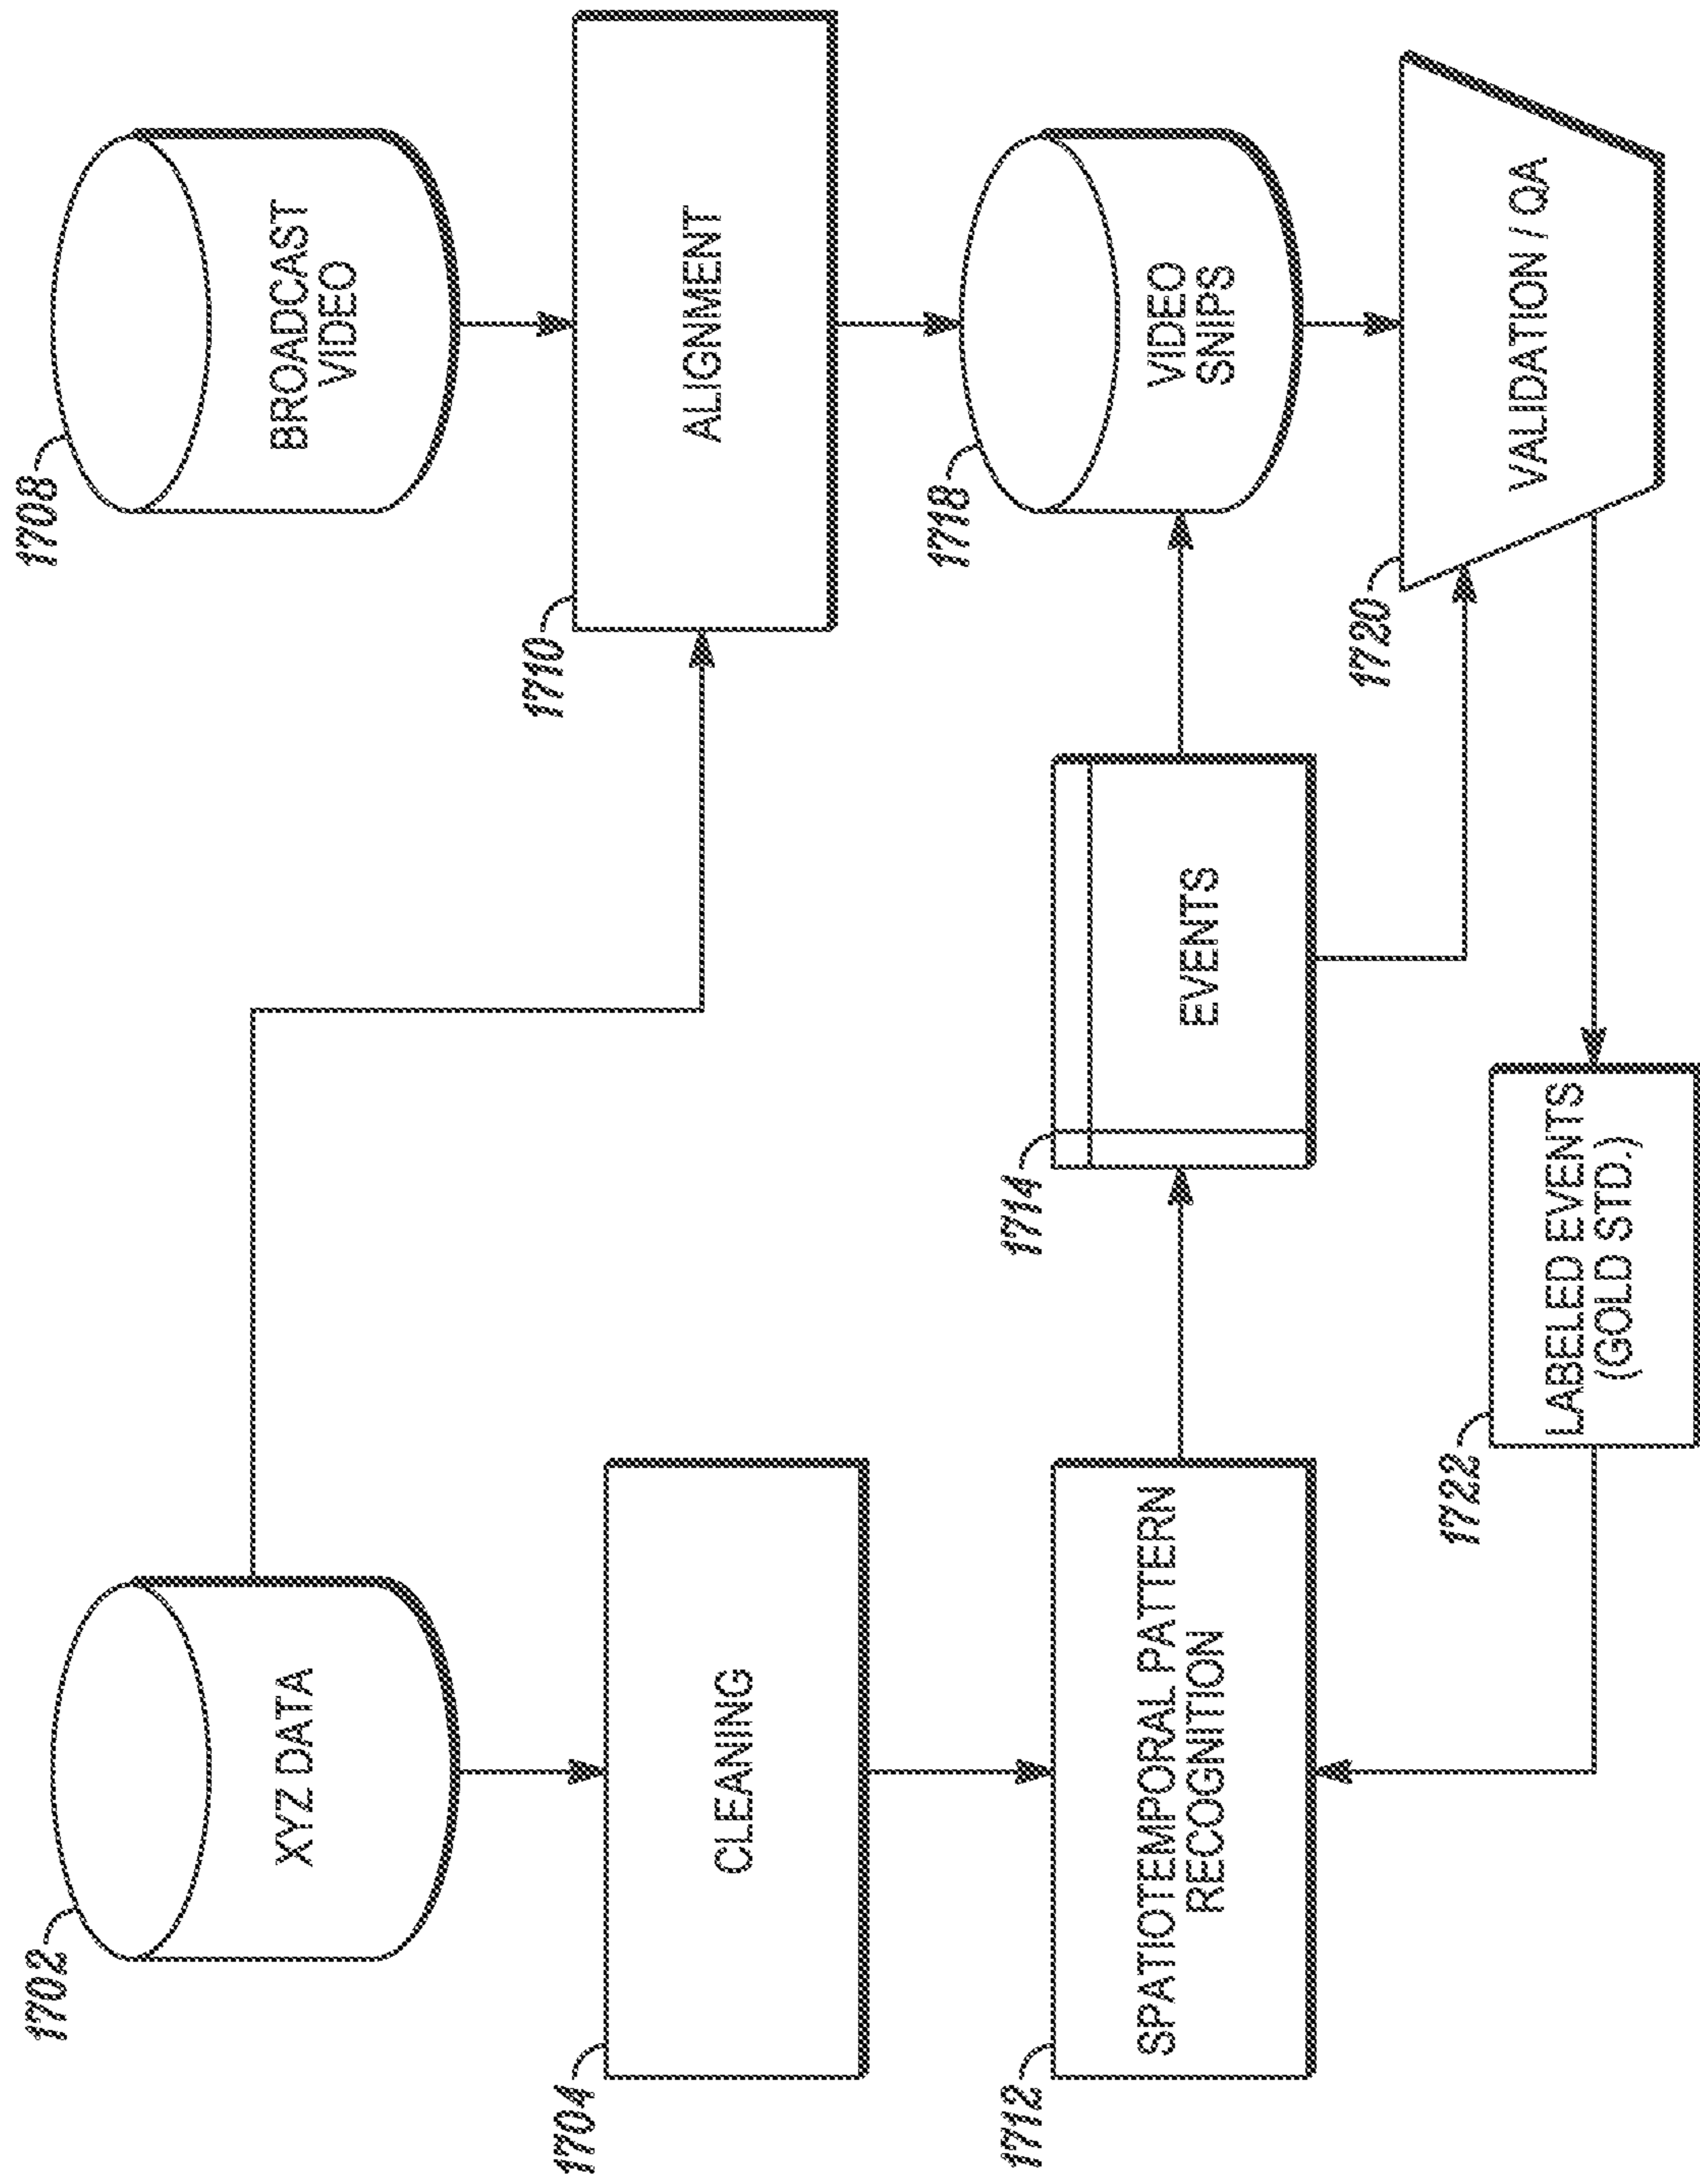 1702
XYZ DATA
1708
BROADCAST
VIDEO
1704
CLEANING
1710
ALIGNMENT
1712
SPATIOTEMPORAL PATTERN
RECOGNITION
1714
EVENTS
1718
VIDEO
SNIPS
1722
LABELED EVENTS
(GOLD STD.)
1720
VALIDATION / QA